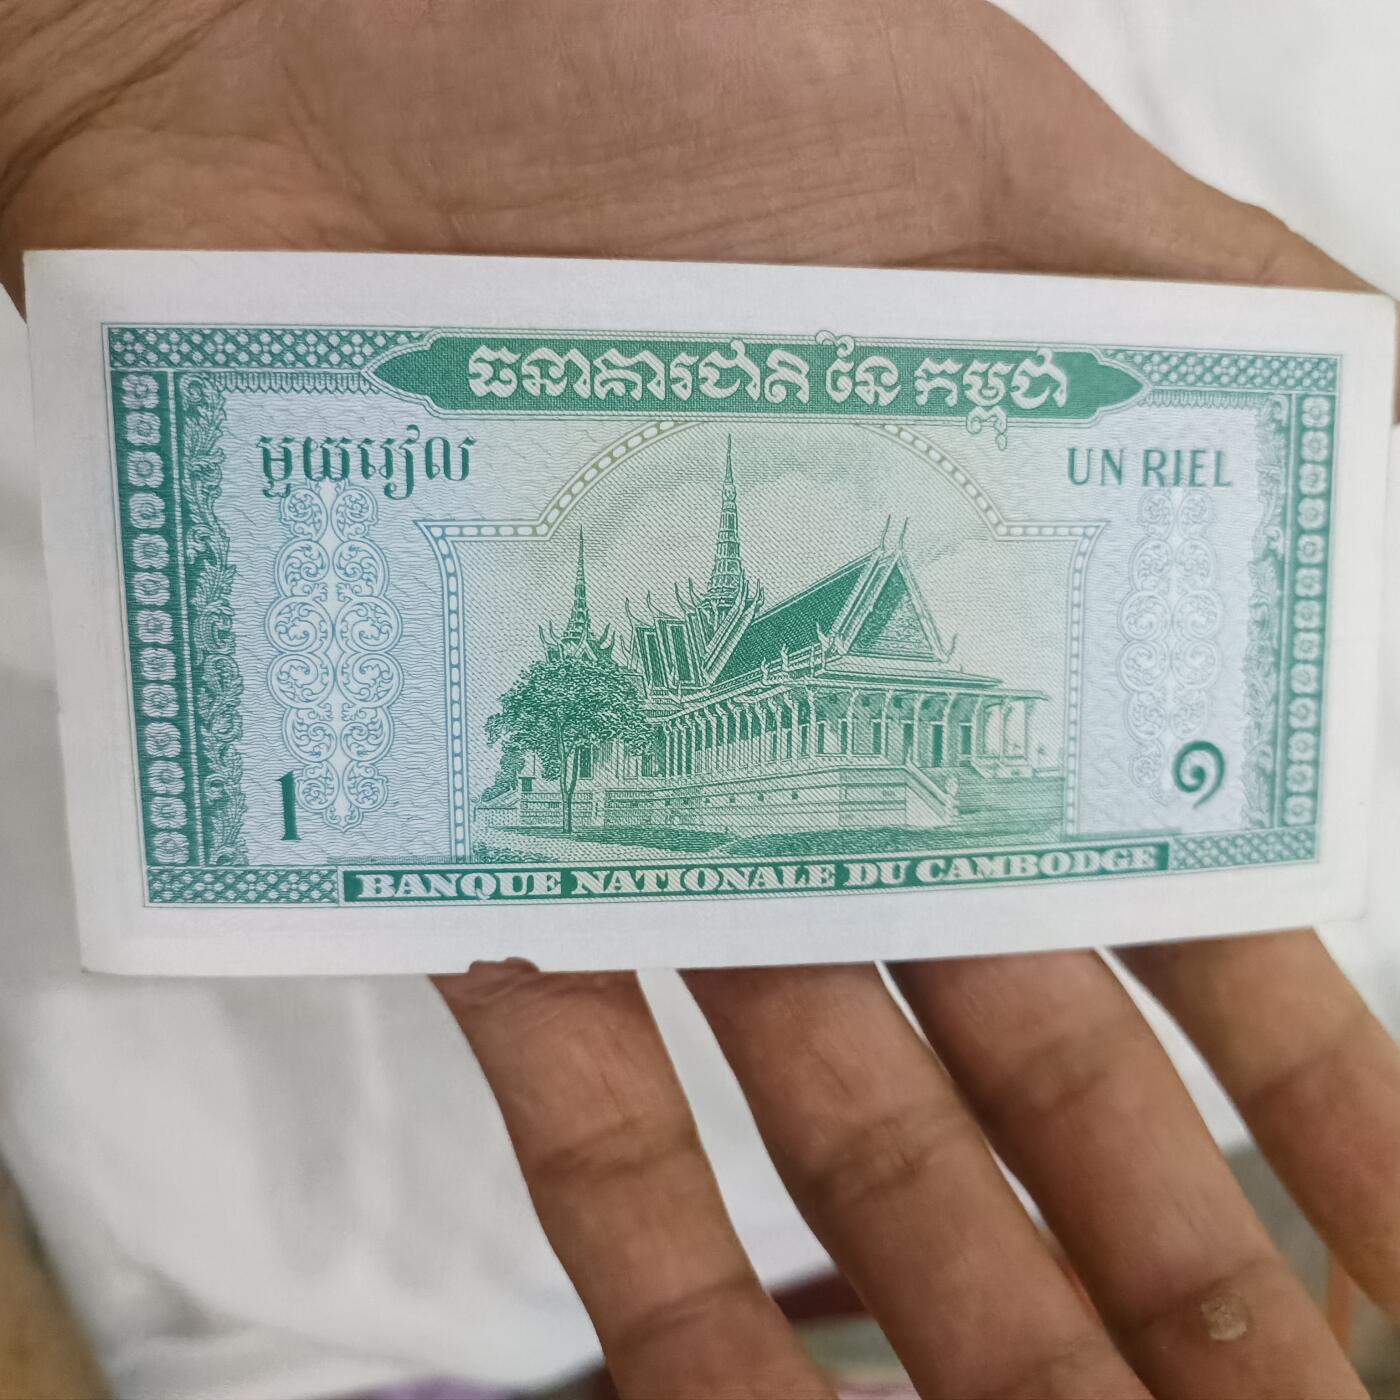 ធនាគារជាតិ នៃ កម្ពុជា
មួយរៀល
UN RIEL
1
១
BANQUE NATIONALE DU CAMBODGE